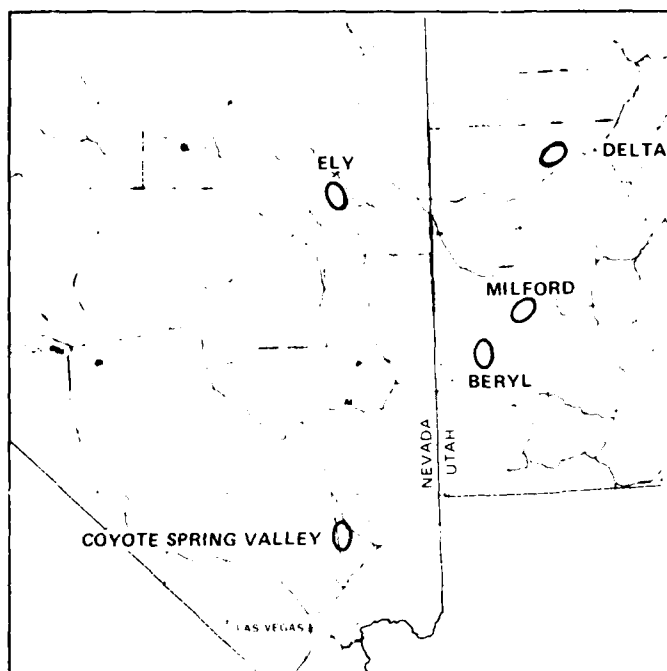 ELY
DELTA
MILFORD
BERYL
NEVADA
UTAH
COYOTE SPRING VALLEY
LAS VEGAS